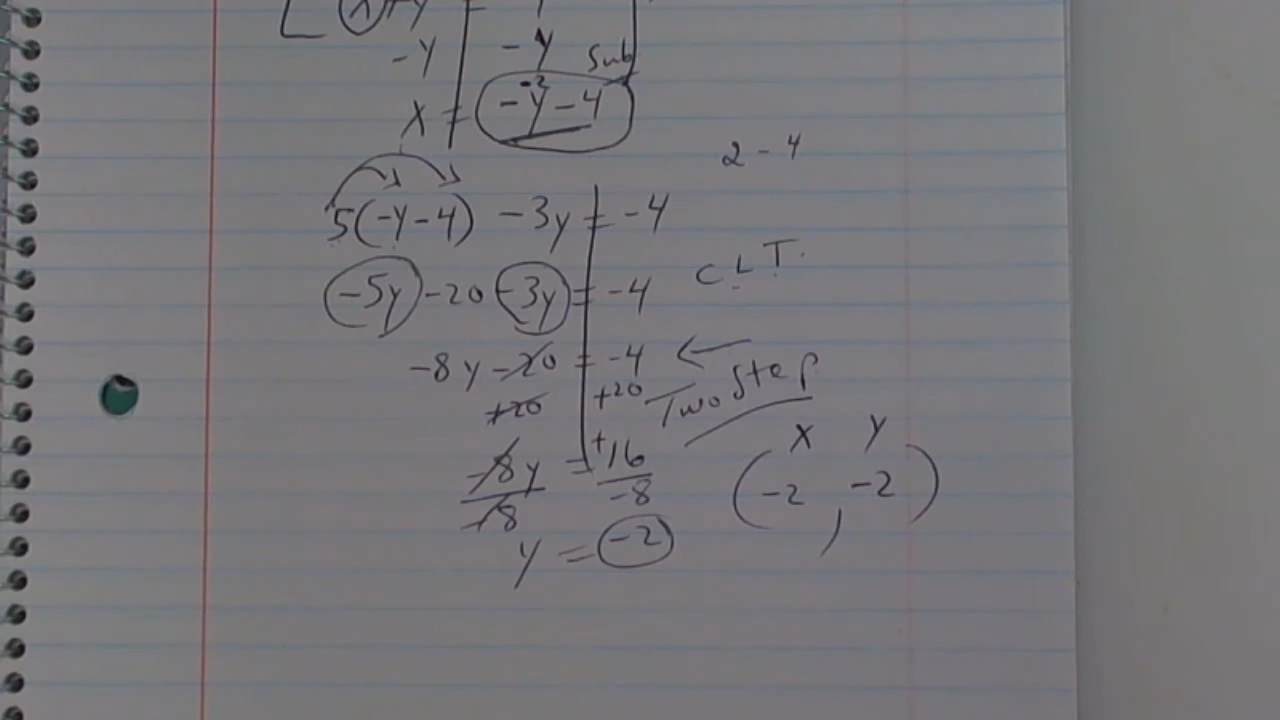 x + y =
-y -y Sub
x = -y - 4
-2
2 - 4
5(-y - 4) - 3y = -4
-5y - 20 - 3y = -4 C.L.T.
-8y - 20 = -4 ←
+20 +20 Two Step
-8y = +16
-8 -8
x y
(-2, -2)
y = -2